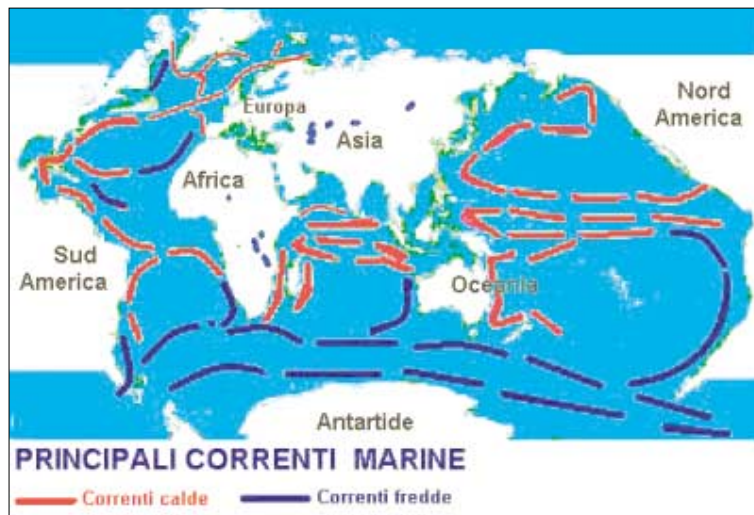 Europa
Asia
Nord
America
Africa
Sud
America
Oceania
Antartide
PRINCIPALI CORRENTI MARINE
Correnti calde
Correnti fredde